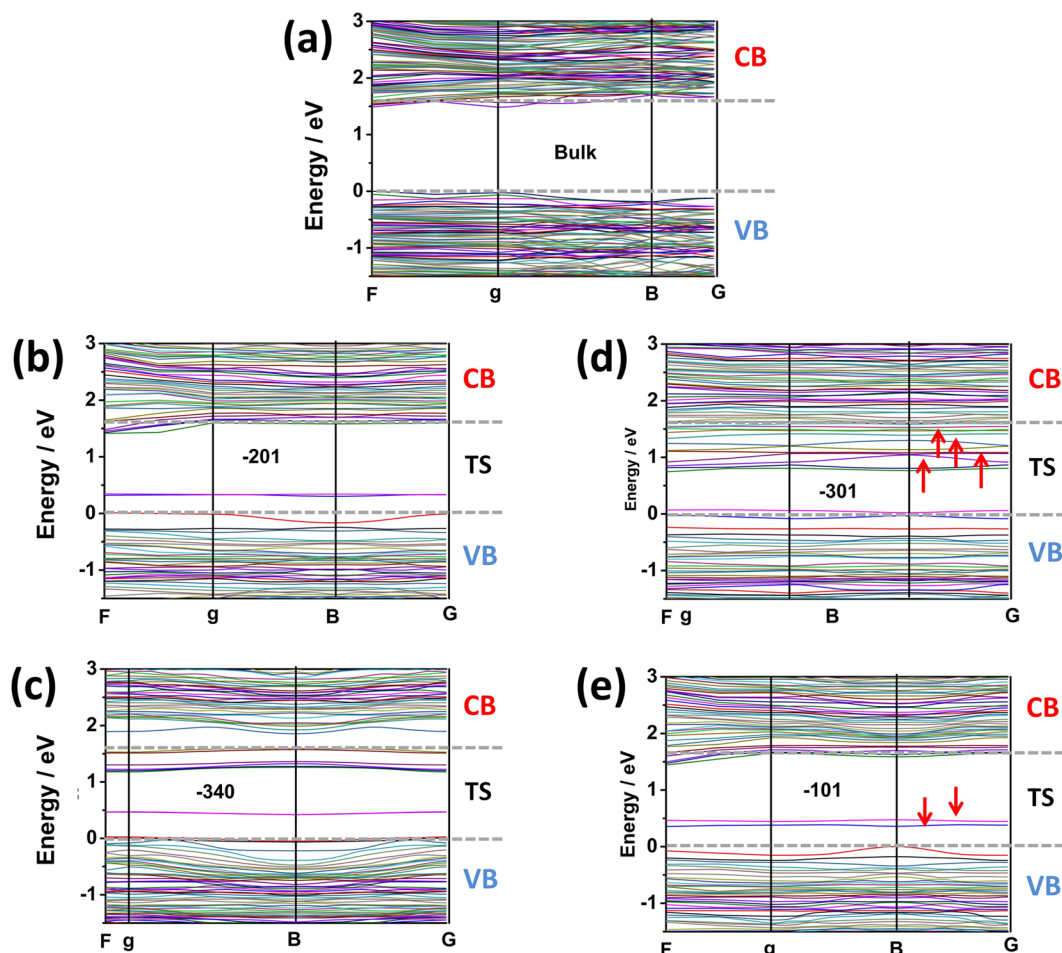 (a)
Energy / eV
3
2
1
0
-1
Bulk
CB
VB
F g B G
(b)
Energy / eV
3
2
1
0
-1
-201
CB
TS
VB
F g B G
(d)
Energy / eV
3
2
1
0
-1
-301
CB
TS
VB
F g B G
(c)
Energy / eV
3
2
1
0
-1
-340
CB
TS
VB
F g B G
(e)
Energy / eV
3
2
1
0
-1
-101
CB
TS
VB
F g B G